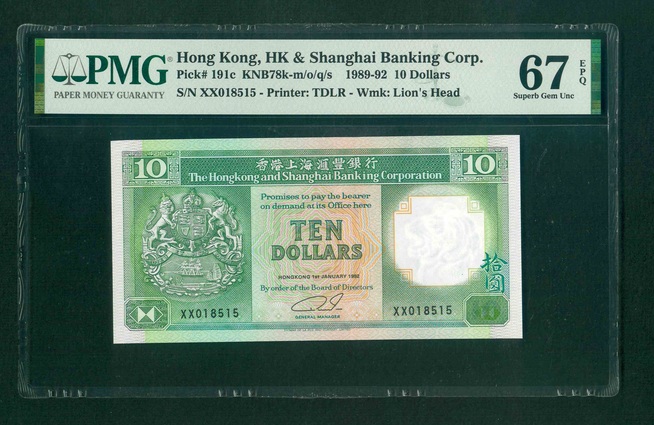 PMG
PAPER MONEY GUARANTY
Hong Kong, HK & Shanghai Banking Corp.
Pick# 191c KNB78k-m/o/q/s 1989-92 10 Dollars
S/N XX018515 - Printer: TDLR - Wmk: Lion's Head
67 EPQ
Superb Gem Unc
10 香港上海滙豐銀行 10
The Hongkong and Shanghai Banking Corporation
Promises to pay the bearer
on demand at its Office here
TEN
DOLLARS
拾圓
HONGKONG 1st JANUARY 1992
By order of the Board of Directors
XX018515
GENERAL MANAGER
XX018515